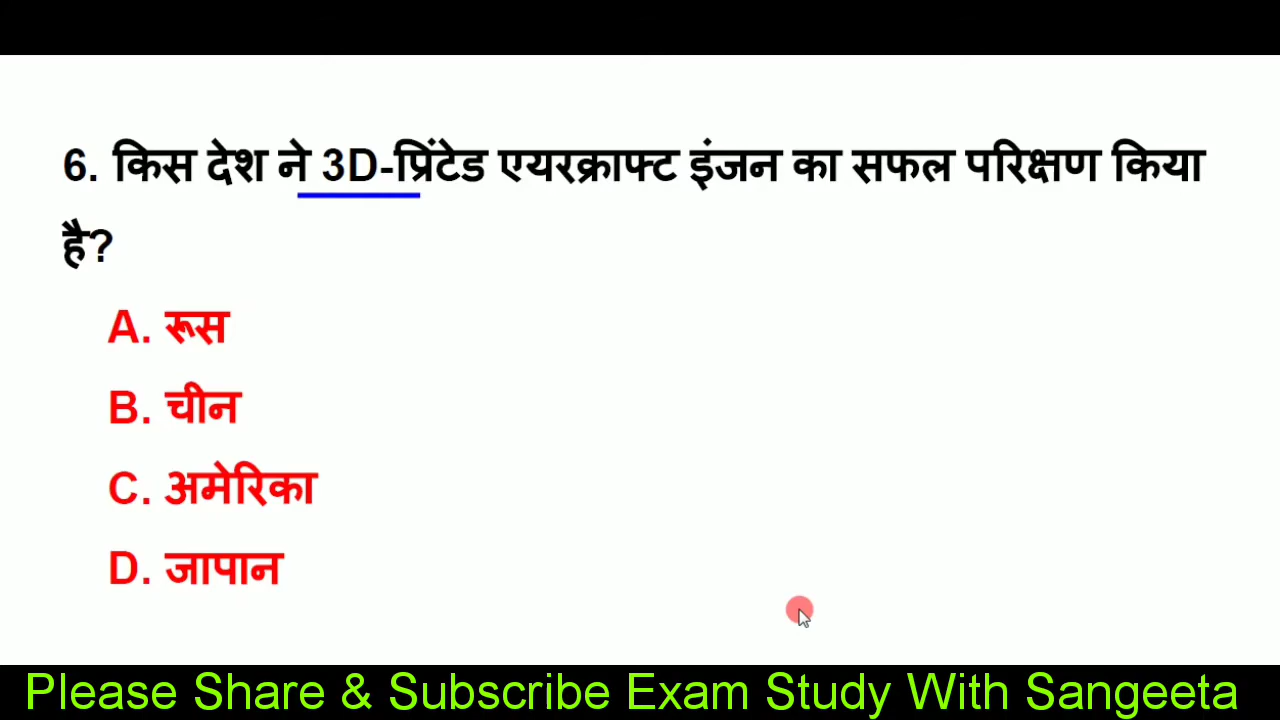 6. किस देश ने 3D-प्रिंटेड एयरक्राफ्ट इंजन का सफल परिक्षण किया
है?
A. रूस
B. चीन
C. अमेरिका
D. जापान
Please Share & Subscribe Exam Study With Sangeeta